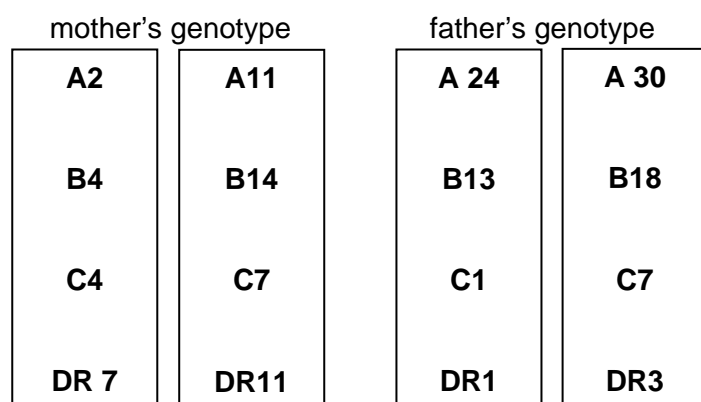 mother's genotype father's genotype
A2 A11 A 24 A 30
B4 B14 B13 B18
C4 C7 C1 C7
DR 7 DR11 DR1 DR3